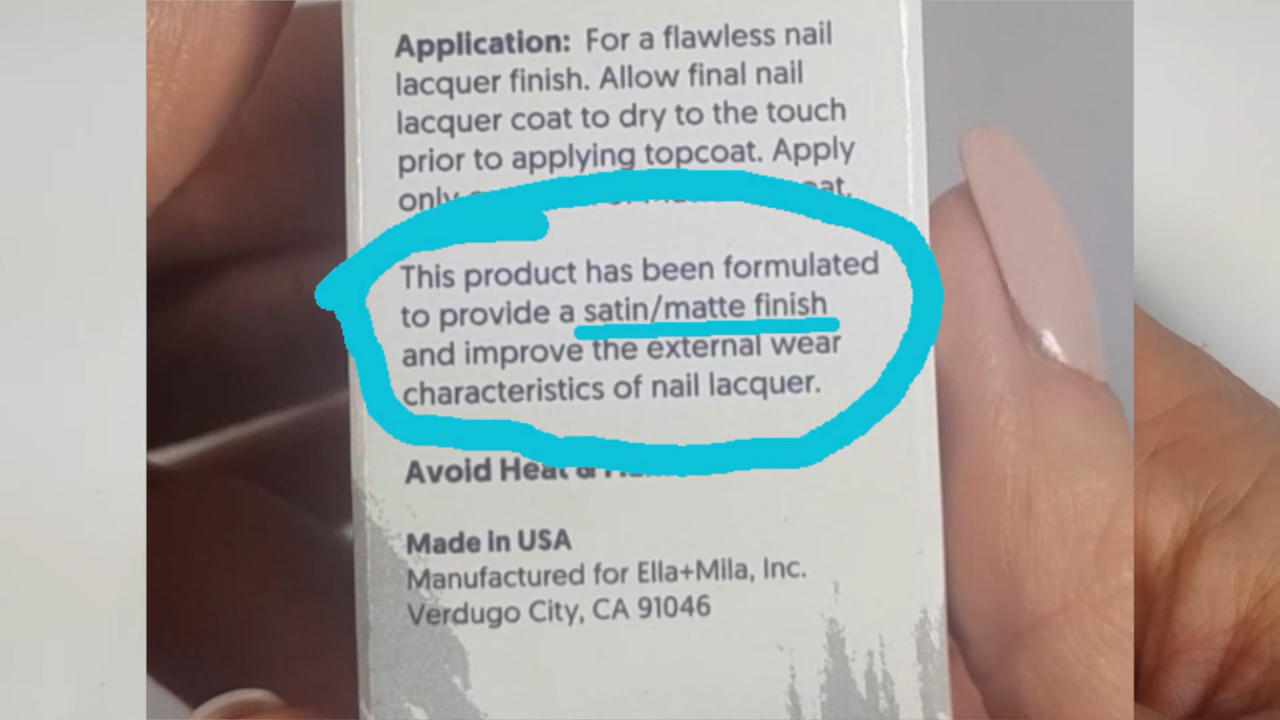 Application: For a flawless nail
lacquer finish. Allow final nail
lacquer coat to dry to the touch
prior to applying topcoat. Apply
only
This product has been formulated
to provide a satin/matte finish
and improve the external wear
characteristics of nail lacquer.
Avoid Heat &
Made in USA
Manufactured for Ella+Mila, Inc.
Verdugo City, CA 91046